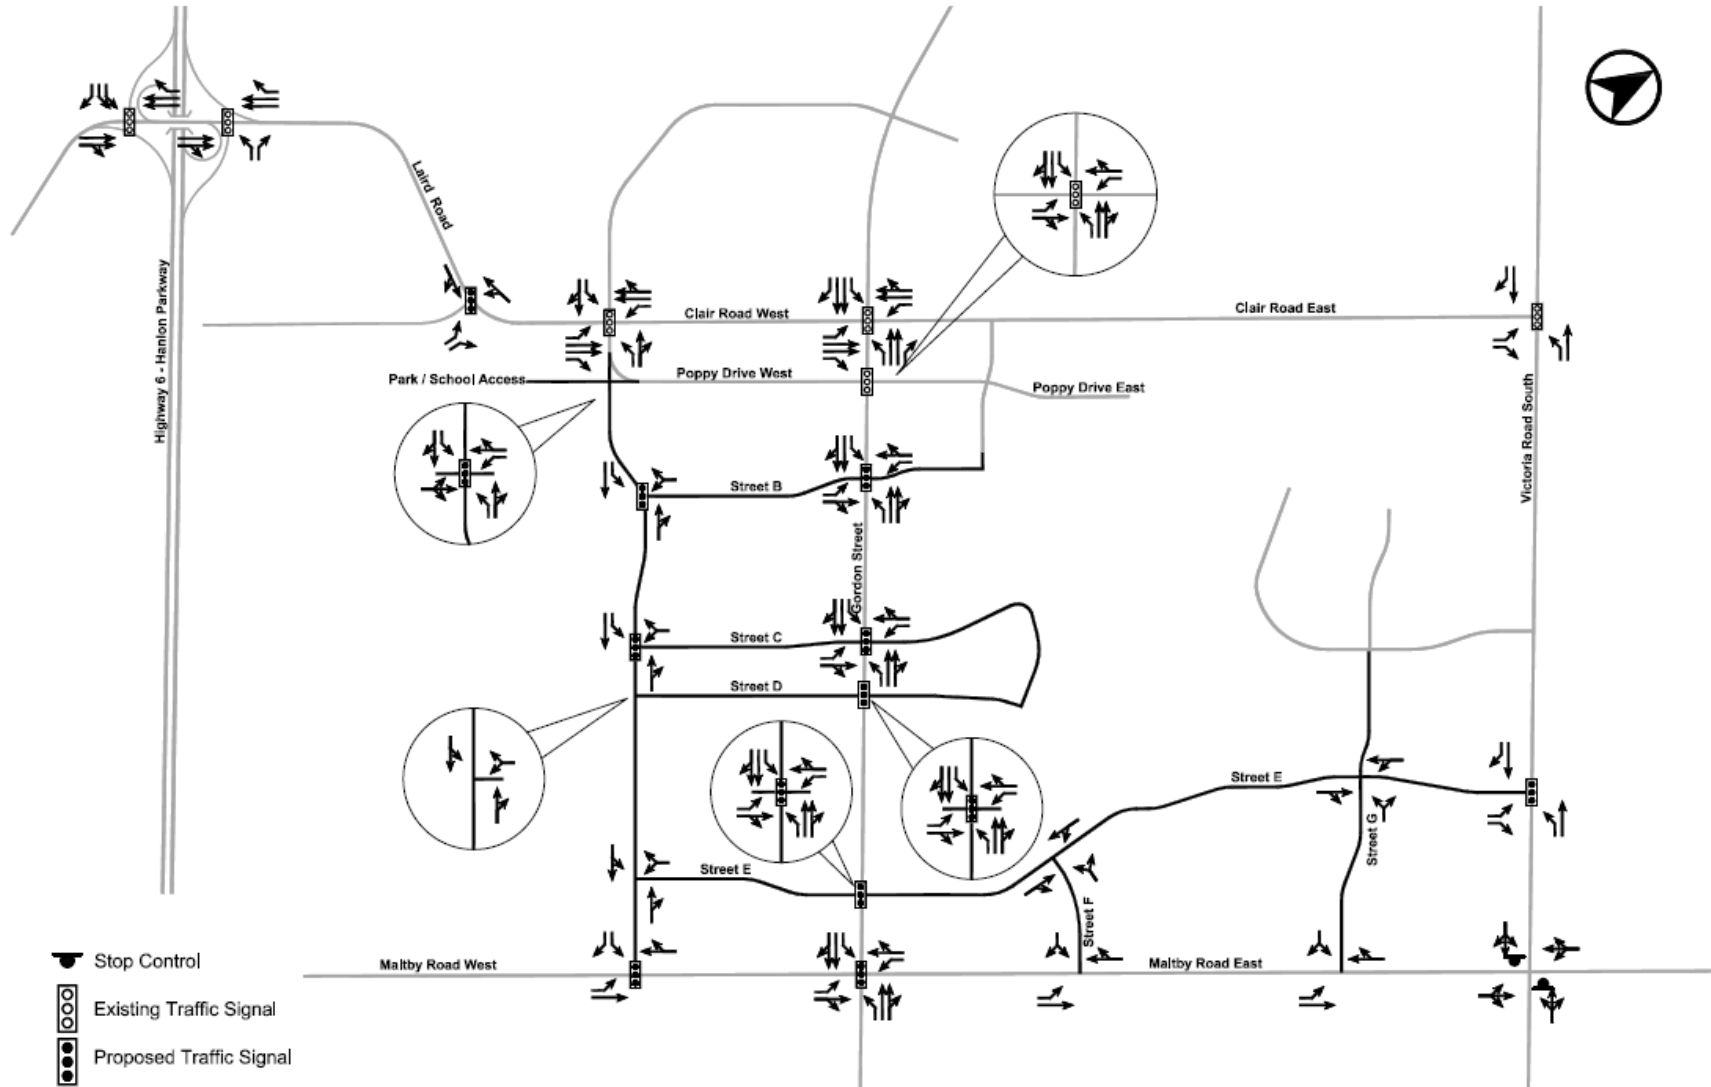 Laird Road
Highway 6 - Hanlon Parkway
Clair Road West
Clair Road East
Park / School Access
Poppy Drive West
Poppy Drive East
Victoria Road South
Street B
Gordon Street
Street C
Street D
Street E
Street G
Street E
Street F
Maltby Road West
Maltby Road East
Stop Control
Existing Traffic Signal
Proposed Traffic Signal